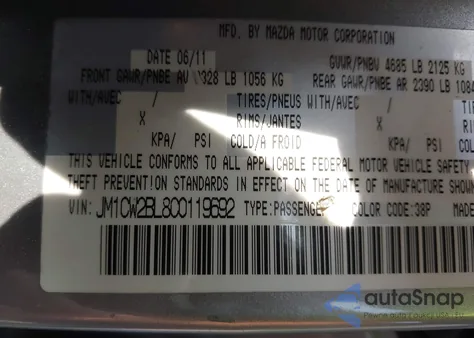 MFD. BY MAZDA MOTOR CORPORATION
DATE 06/11 GVWR/PNBV 4685 LB 2125 KG
FRONT GAWR/PNBE AV 328 LB 1056 KG REAR GAWR/PNBE AR 2390 LB 1084
WITH/AVEC / TIRES/PNEUS WITH/AVEC /
X RIMS/JANTES X
KPA/ PSI COLD/A FROID KPA/ PSI
THIS VEHICLE CONFORMS TO ALL APPLICABLE FEDERAL MOTOR VEHICLE SAFETY
THEFT PREVENTION STANDARDS IN EFFECT ON THE DATE OF MANUFACTURE SHOWN
VIN: JM1CW2BL8C0119692 TYPE:PASSENGER COLOR CODE:38P
autoSnap